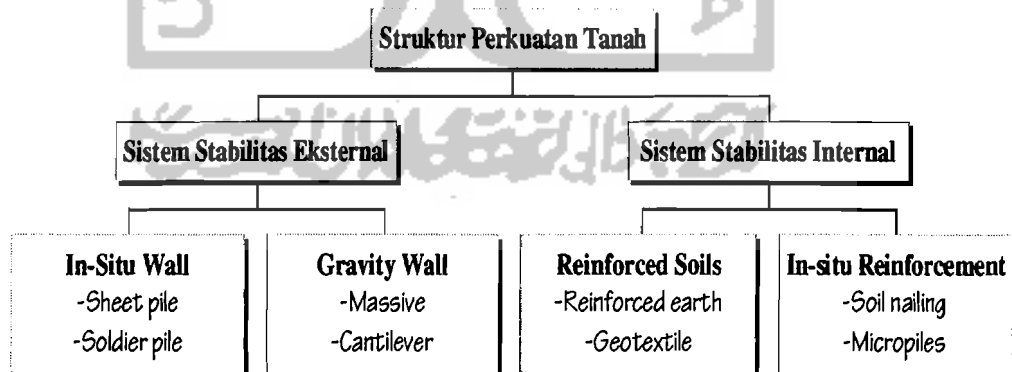 Struktur Perkuatan Tanah
Sistem Stabilitas Eksternal
Sistem Stabilitas Internal
In-Situ Wall
-Sheet pile
-Soldier pile
Gravity Wall
-Massive
-Cantilever
Reinforced Soils
-Reinforced earth
-Geotextile
In-situ Reinforcement
-Soil nailing
-Micropiles